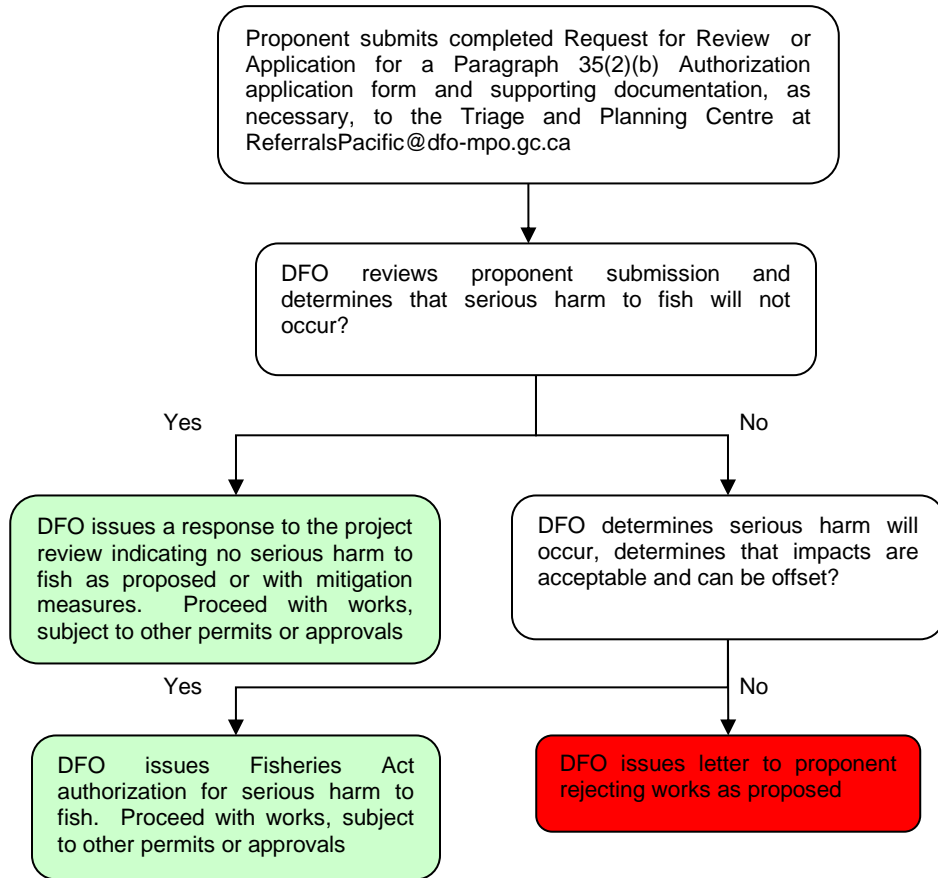 Proponent submits completed Request for Review or
Application for a Paragraph 35(2)(b) Authorization
application form and supporting documentation, as
necessary, to the Triage and Planning Centre at
ReferralsPacific@dfo-mpo.gc.ca
DFO reviews proponent submission and
determines that serious harm to fish will not
occur?
Yes
No
DFO issues a response to the project
review indicating no serious harm to
fish as proposed or with mitigation
measures. Proceed with works,
subject to other permits or approvals
DFO determines serious harm will
occur, determines that impacts are
acceptable and can be offset?
Yes
No
DFO issues Fisheries Act
authorization for serious harm to
fish. Proceed with works, subject
to other permits or approvals
DFO issues letter to proponent
rejecting works as proposed